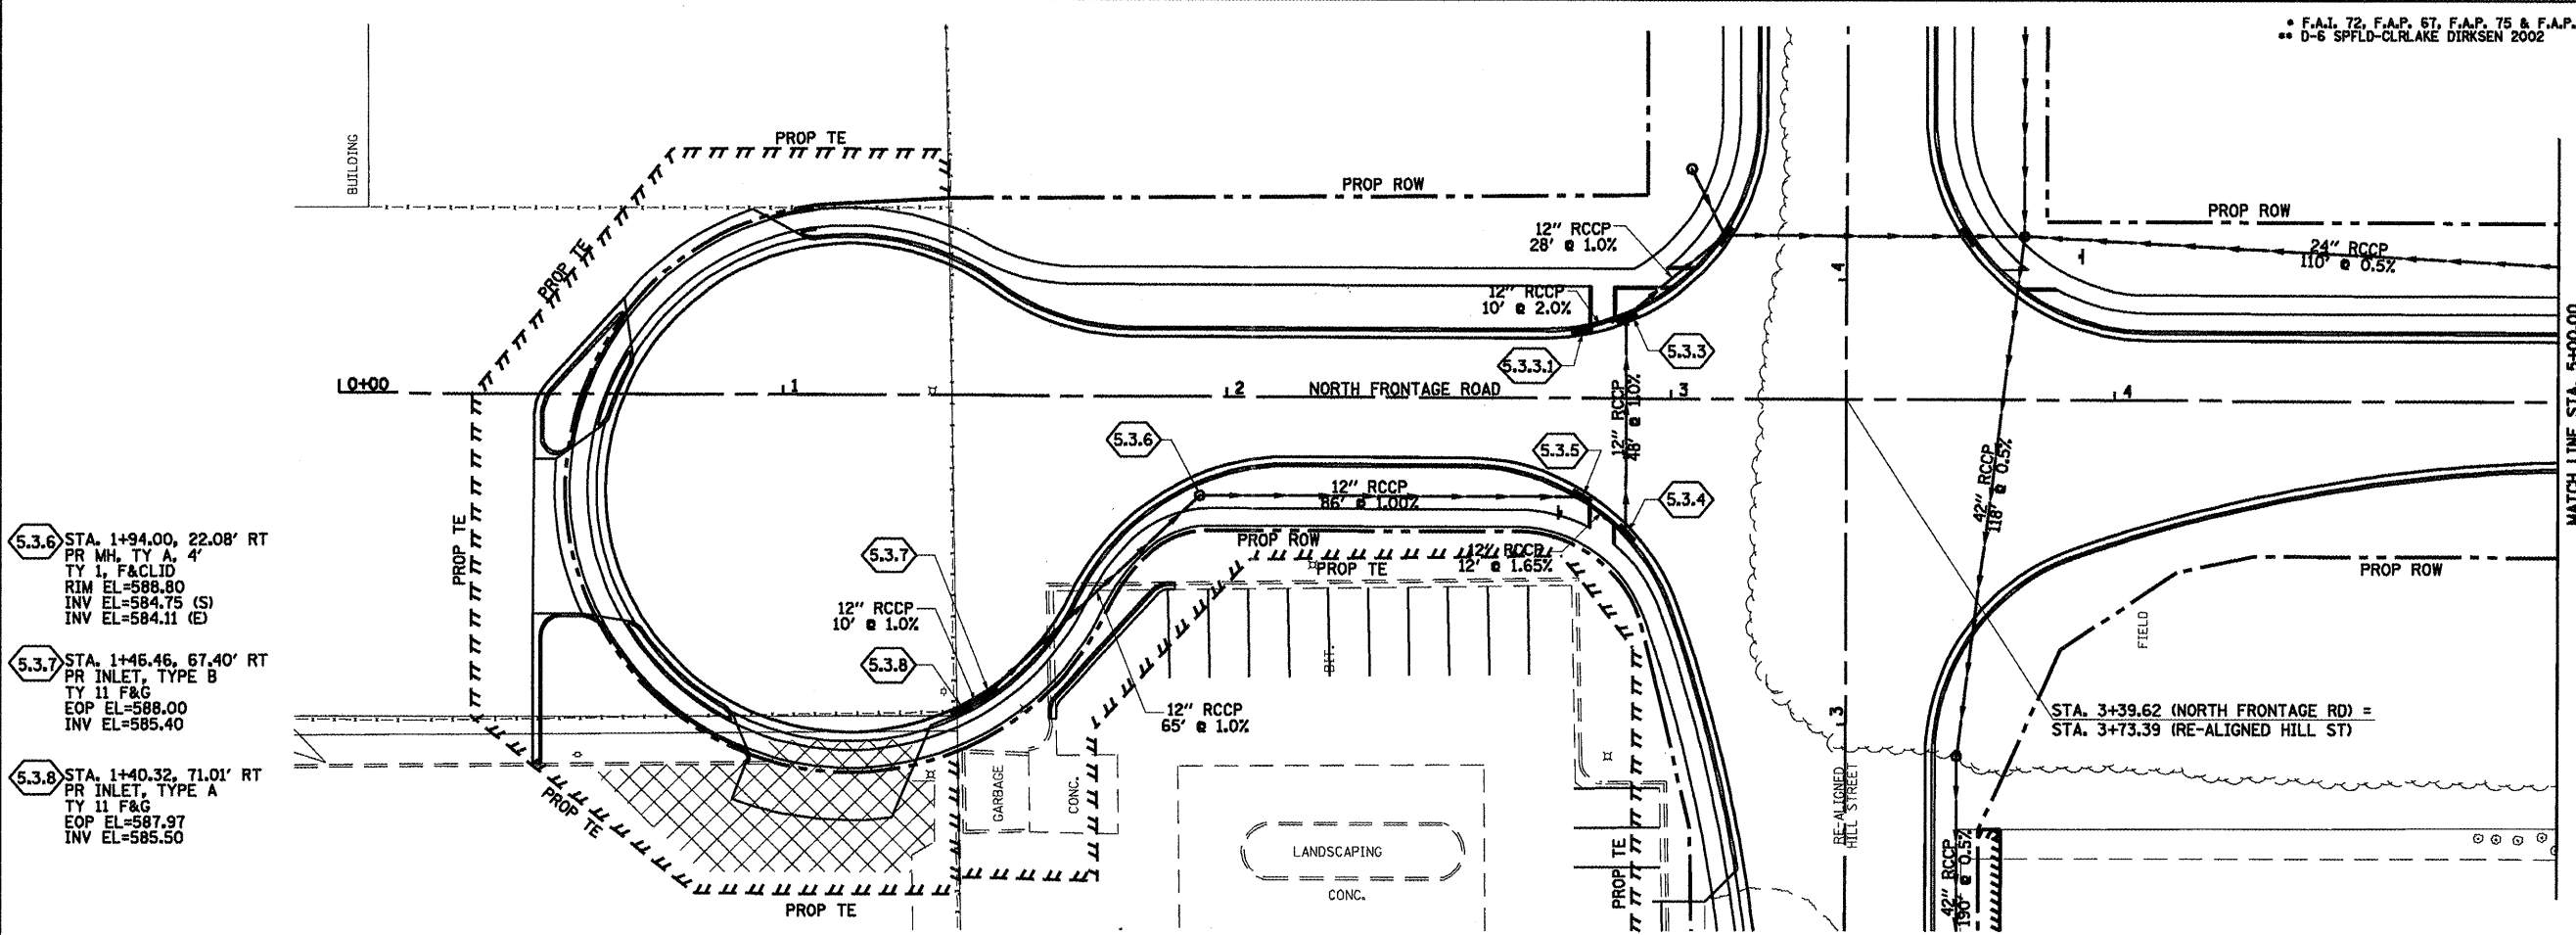 * F.A.I. 72, F.A.P. 67, F.A.P. 75 & F.A.P.
** D-6 SPFLD-CLRLAKE DIRKSEN 2002
BUILDING
PROP TE
PROP ROW
PROP ROW
PROP TE
12" RCCP
28' @ 1.0%
24" RCCP
110' @ 0.5%
1
4
12" RCCP
10' @ 2.0%
5.3.3.1
5.3.3
0+00
1
2
NORTH FRONTAGE ROAD
3
4
MATCH LINE STA. 5+00.00
12" RCCP
48' @ 1.0%
5.3.6
5.3.5
5.3.4
12" RCCP
86' @ 1.00%
42" RCCP
118' @ 0.5%
PROP ROW
PROP TE
12" RCCP
12' @ 1.65%
PROP TE
5.3.7
12" RCCP
10' @ 1.0%
5.3.8
BIT.
PROP ROW
FIELD
12" RCCP
65' @ 1.0%
STA. 3+39.62 (NORTH FRONTAGE RD) =
STA. 3+73.39 (RE-ALIGNED HILL ST)
3
RE-ALIGNED
HILL STREET
5.3.6
STA. 1+94.00, 22.08' RT
PR MH, TY A, 4'
TY 1, F&CLID
RIM EL=588.80
INV EL=584.75 (S)
INV EL=584.11 (E)
5.3.7
STA. 1+46.46, 67.40' RT
PR INLET, TYPE B
TY 11 F&G
EOP EL=588.00
INV EL=585.40
5.3.8
STA. 1+40.32, 71.01' RT
PR INLET, TYPE A
TY 11 F&G
EOP EL=587.97
INV EL=585.50
PROP TE
GARBAGE
CONC.
LANDSCAPING
CONC.
PROP TE
PROP TE
42" RCCP
190' @ 0.5%